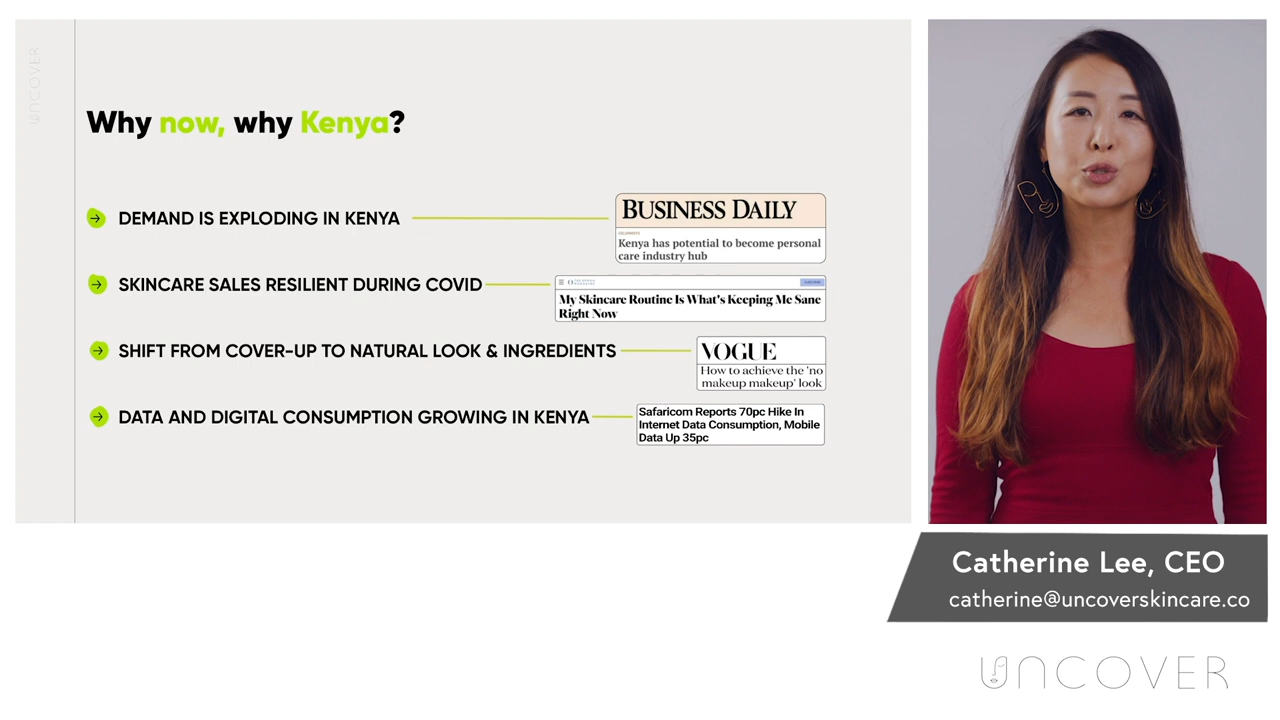 UNCOVER
Why now, why Kenya?
DEMAND IS EXPLODING IN KENYA
BUSINESS DAILY
Kenya has potential to become personal
care industry hub
SKINCARE SALES RESILIENT DURING COVID
My Skincare Routine Is What's Keeping Me Sane
Right Now
SHIFT FROM COVER-UP TO NATURAL LOOK & INGREDIENTS
VOGUE
How to achieve the 'no
makeup makeup' look
DATA AND DIGITAL CONSUMPTION GROWING IN KENYA
Safaricom Reports 70pc Hike In
Internet Data Consumption, Mobile
Data Up 35pc
Catherine Lee, CEO
catherine@uncoverskincare.co
UNCOVER